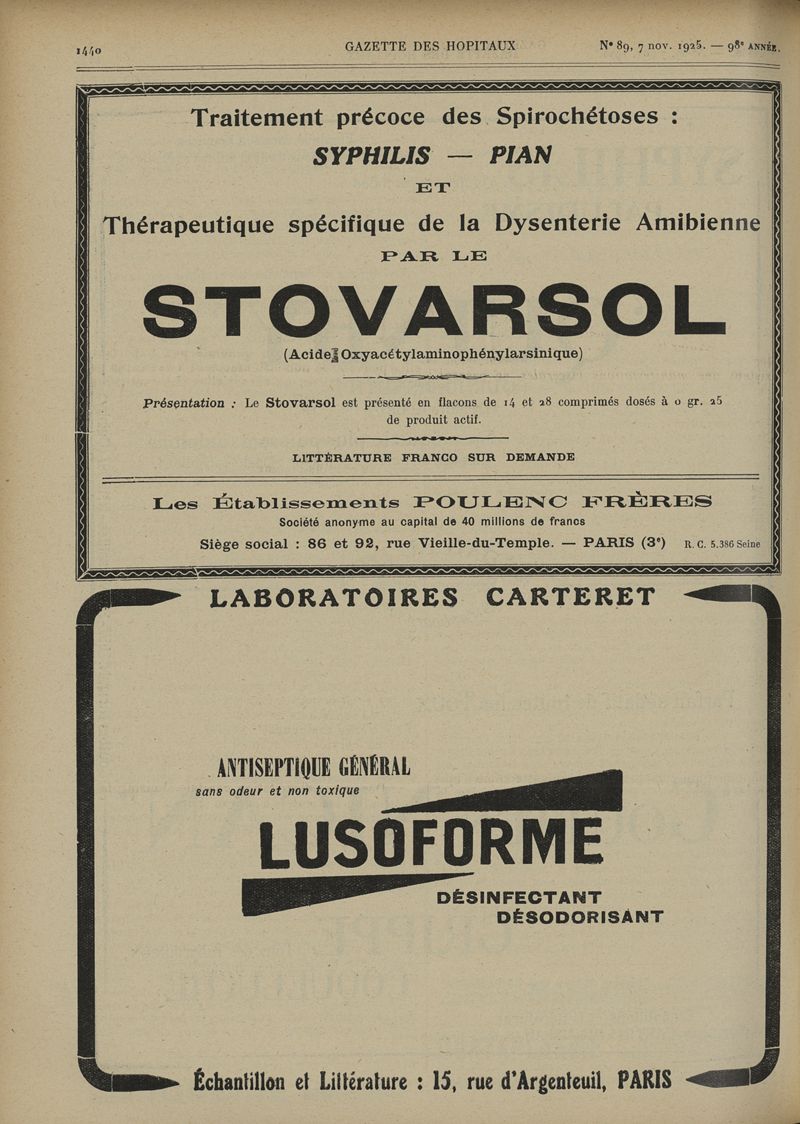 1440
GAZETTE DES HOPITAUX
N° 89, 7 nov. 1925. — 98e ANNÉE.
Traitement précoce des Spirochétoses :
SYPHILIS — PIAN
ET
Thérapeutique spécifique de la Dysenterie Amibienne
PAR LE
STOVARSOL
(Acide Oxyacétylaminophénylarsinique)
Présentation : Le Stovarsol est présenté en flacons de 14 et 28 comprimés dosés à 0 gr. 25
de produit actif.
LITTÉRATURE FRANCO SUR DEMANDE
Les Établissements POULENC FRÈRES
Société anonyme au capital de 40 millions de francs
Siège social : 86 et 92, rue Vieille-du-Temple. — PARIS (3e) R. C. 5.386 Seine
LABORATOIRES CARTERET
ANTISEPTIQUE GÉNÉRAL
sans odeur et non toxique
LUSOFORME
DÉSINFECTANT
DÉSODORISANT
Échantillon et Littérature : 15, rue d'Argenteuil, PARIS